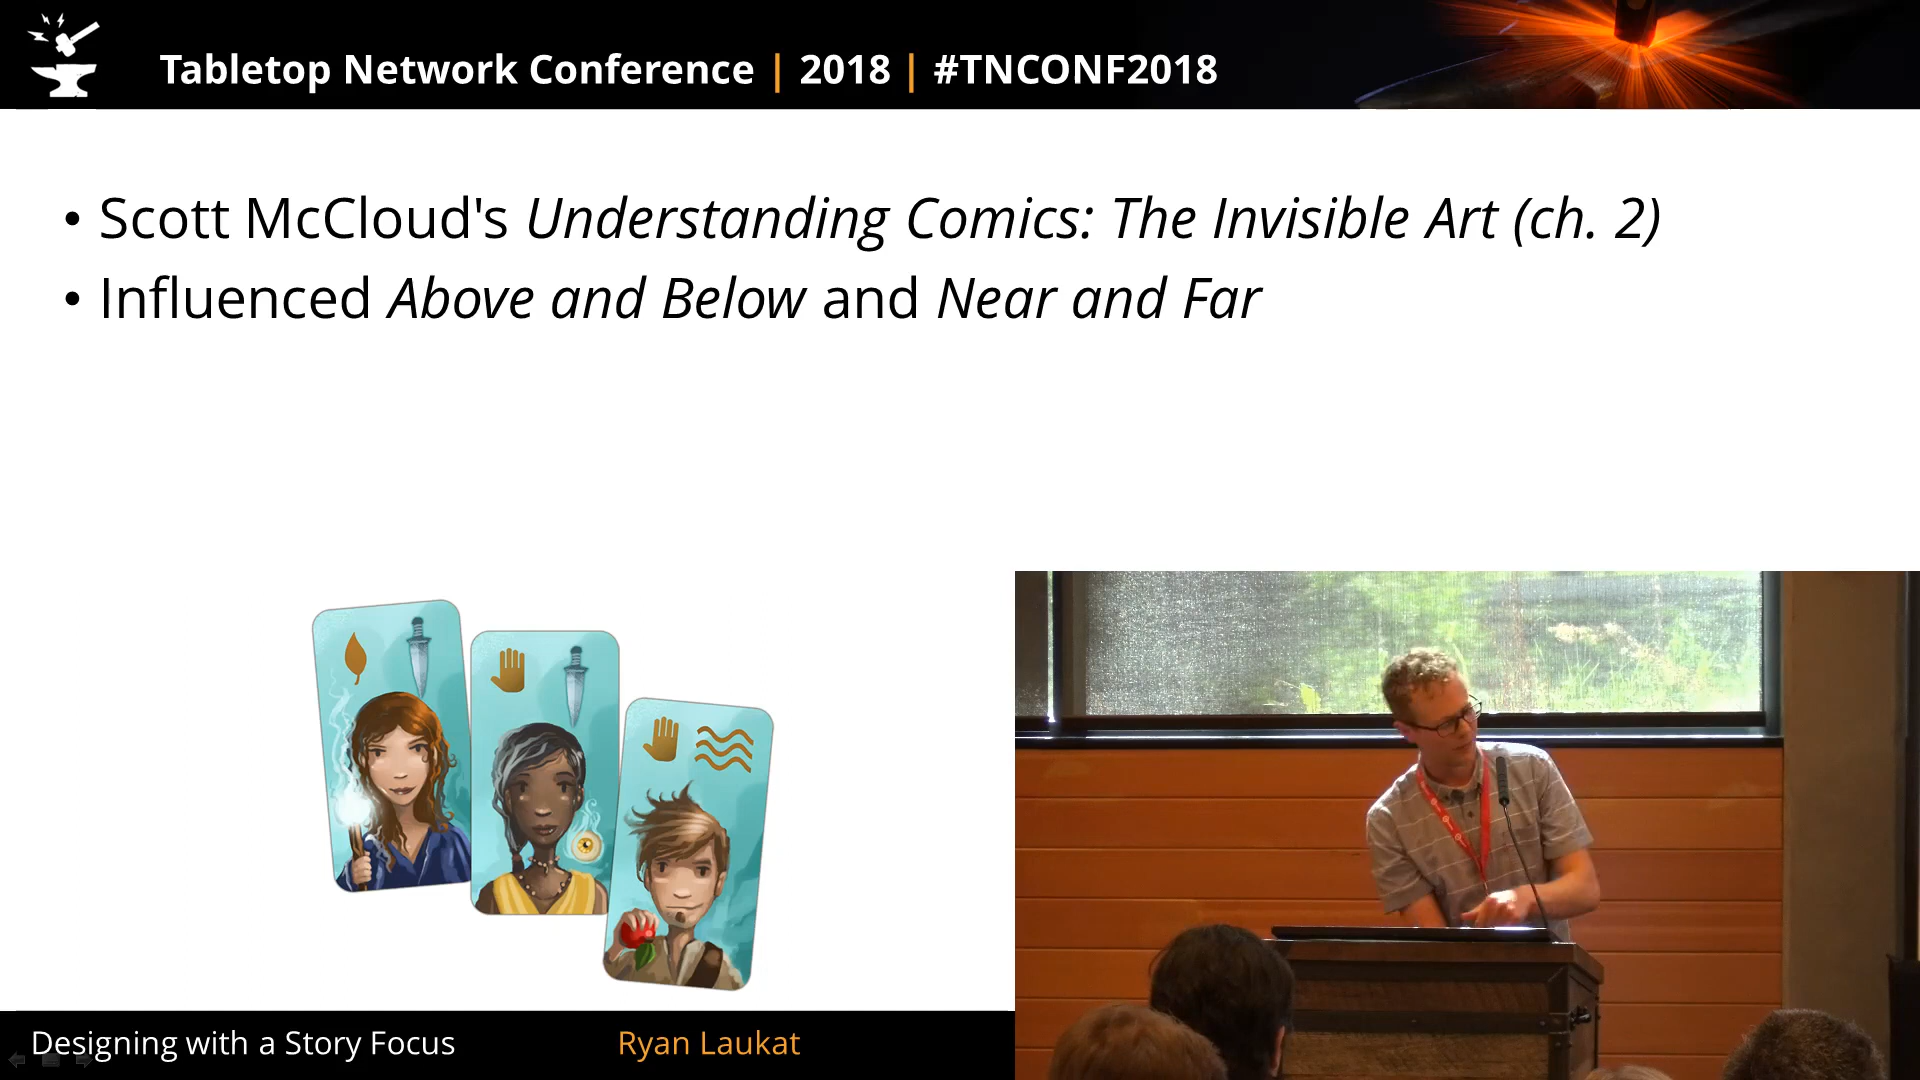 Tabletop Network Conference | 2018 | #TNCONF2018
• Scott McCloud's Understanding Comics: The Invisible Art (ch. 2)
• Influenced Above and Below and Near and Far
Designing with a Story Focus
Ryan Laukat